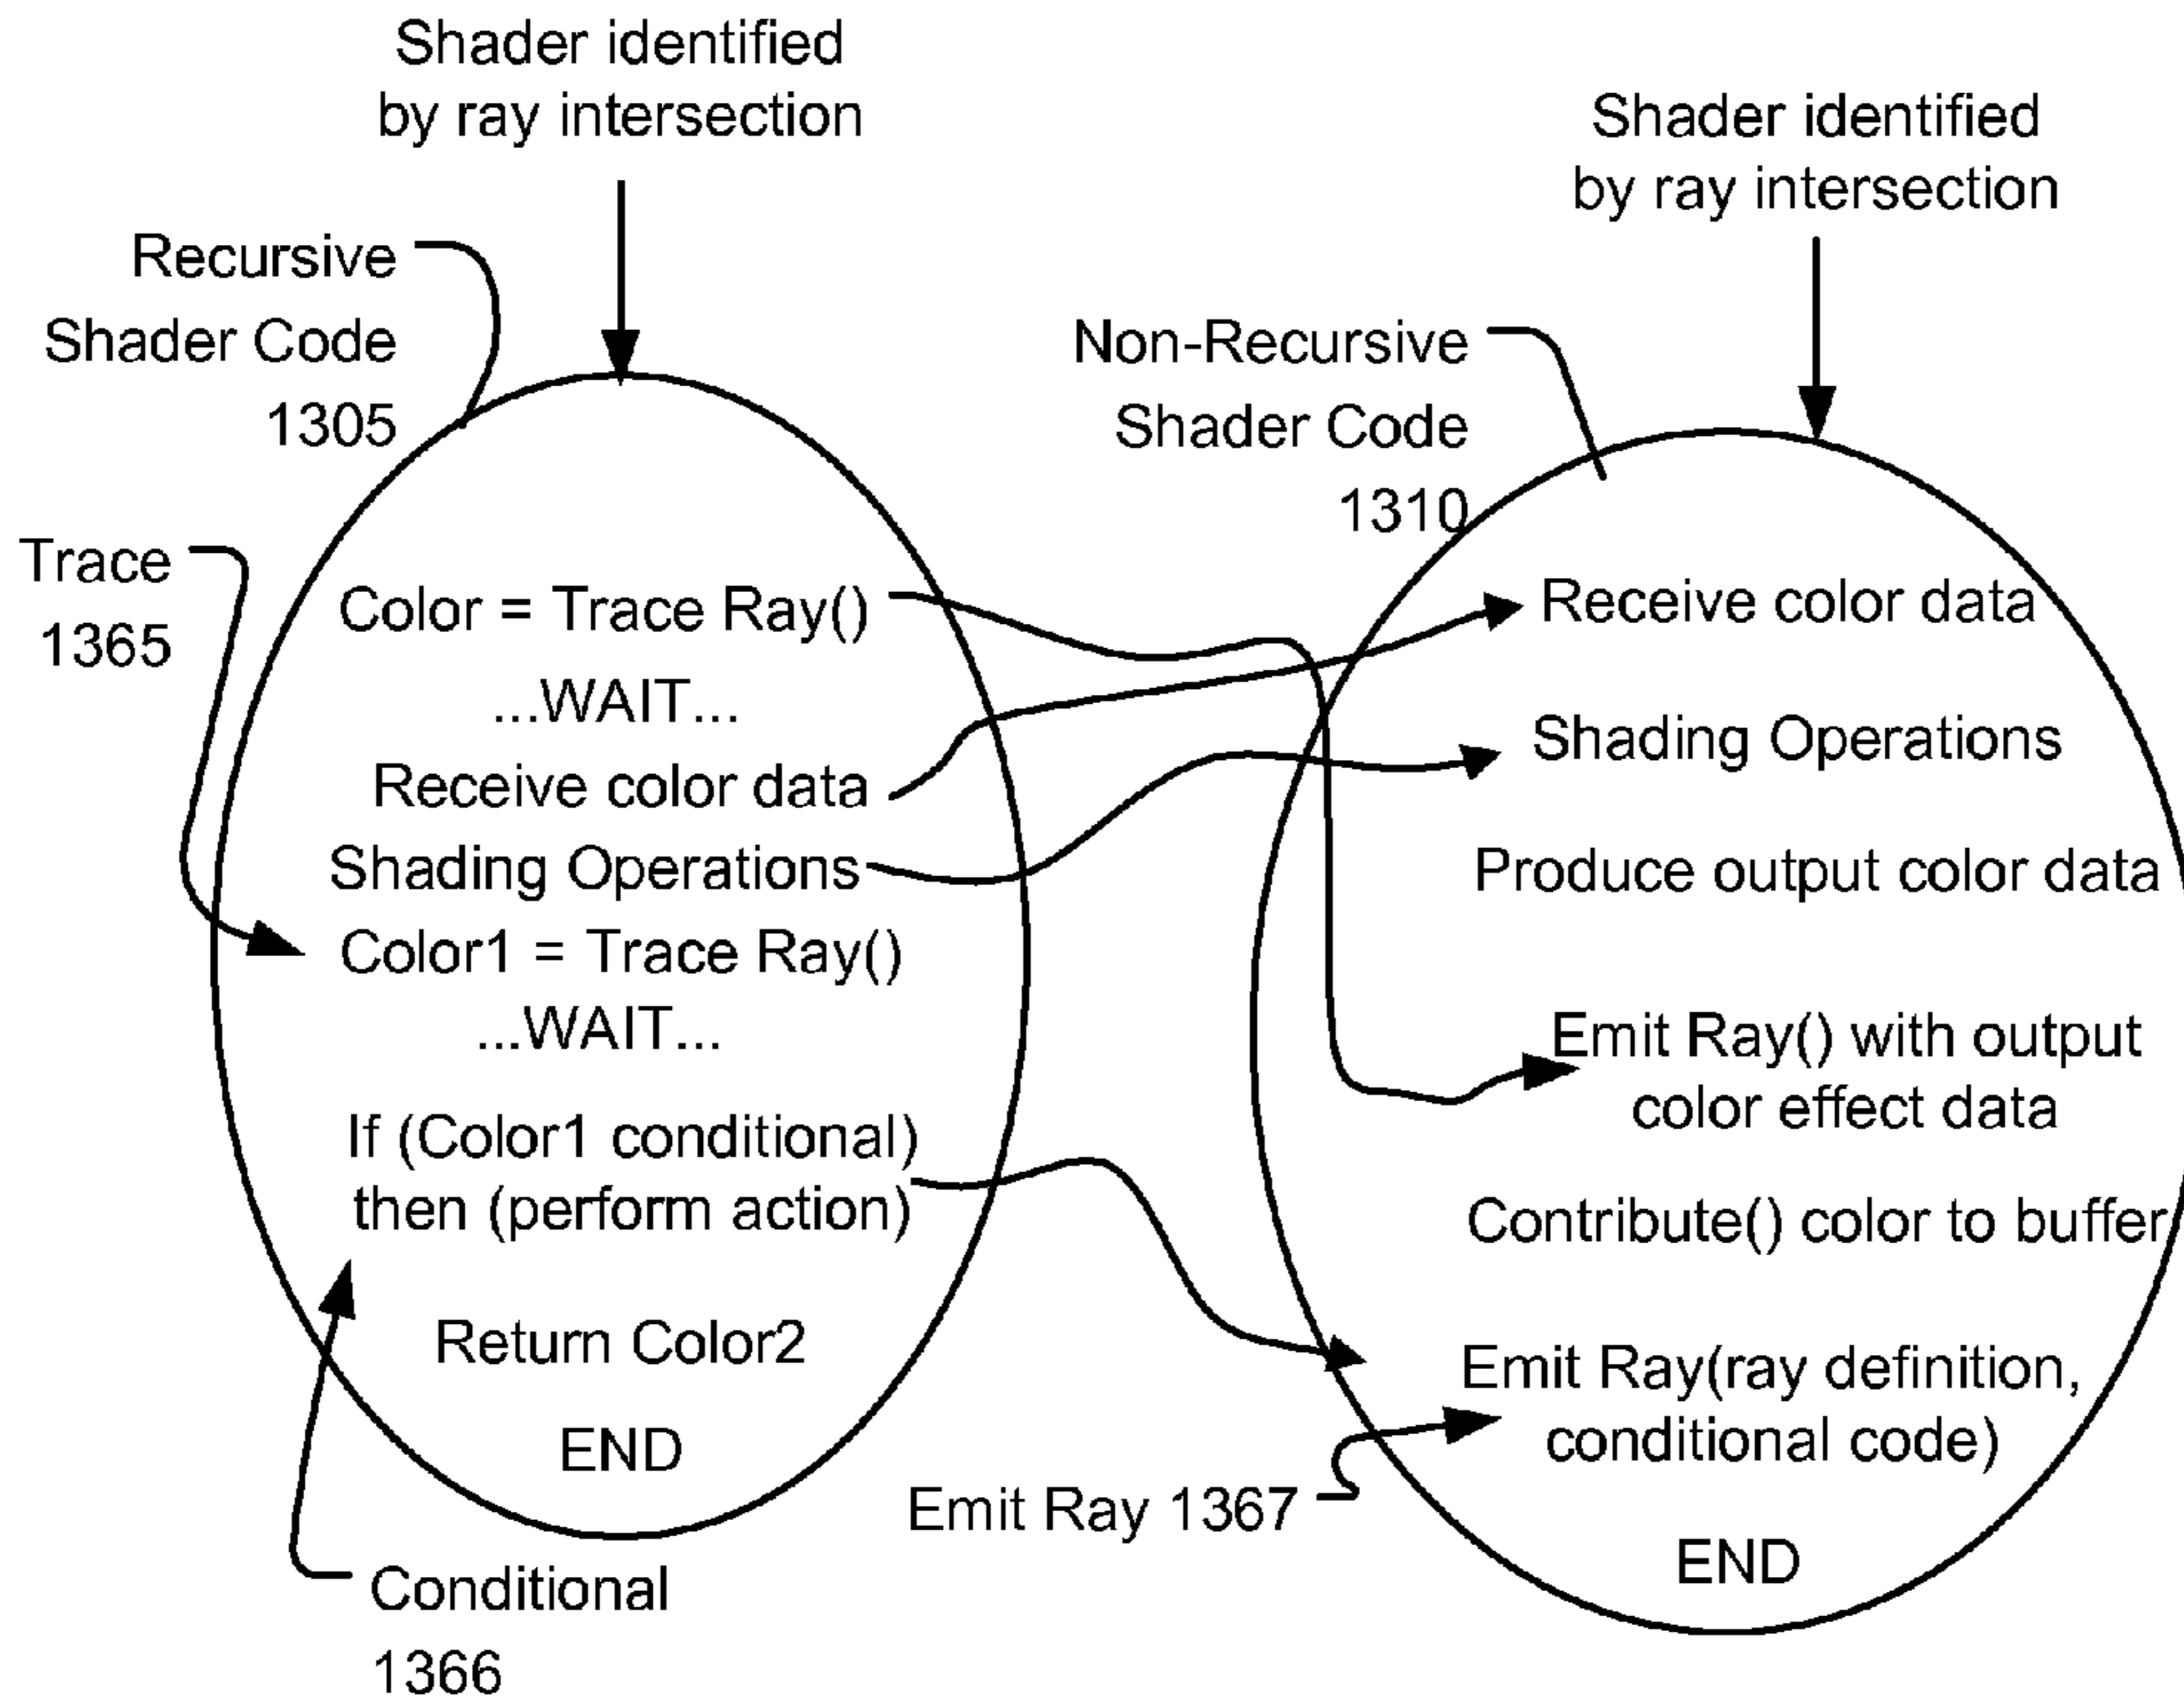 Shader identified
by ray intersection
Shader identified
by ray intersection
Recursive
Shader Code
1305
Non-Recursive
Shader Code
1310
Trace
1365
Color = Trace Ray()
...WAIT...
Receive color data
Shading Operations
Color1 = Trace Ray()
...WAIT...
If (Color1 conditional)
then (perform action)
Return Color2
END
Conditional
1366
Receive color data
Shading Operations
Produce output color data
Emit Ray() with output
color effect data
Contribute() color to buffer
Emit Ray(ray definition,
conditional code)
Emit Ray 1367
END